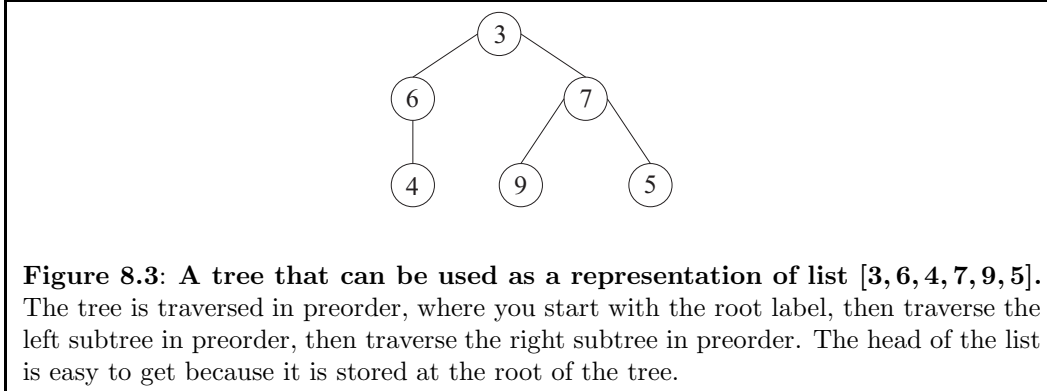 3
6 7
4 9 5
Figure 8.3: A tree that can be used as a representation of list [3, 6, 4, 7, 9, 5].
The tree is traversed in preorder, where you start with the root label, then traverse the
left subtree in preorder, then traverse the right subtree in preorder. The head of the list
is easy to get because it is stored at the root of the tree.